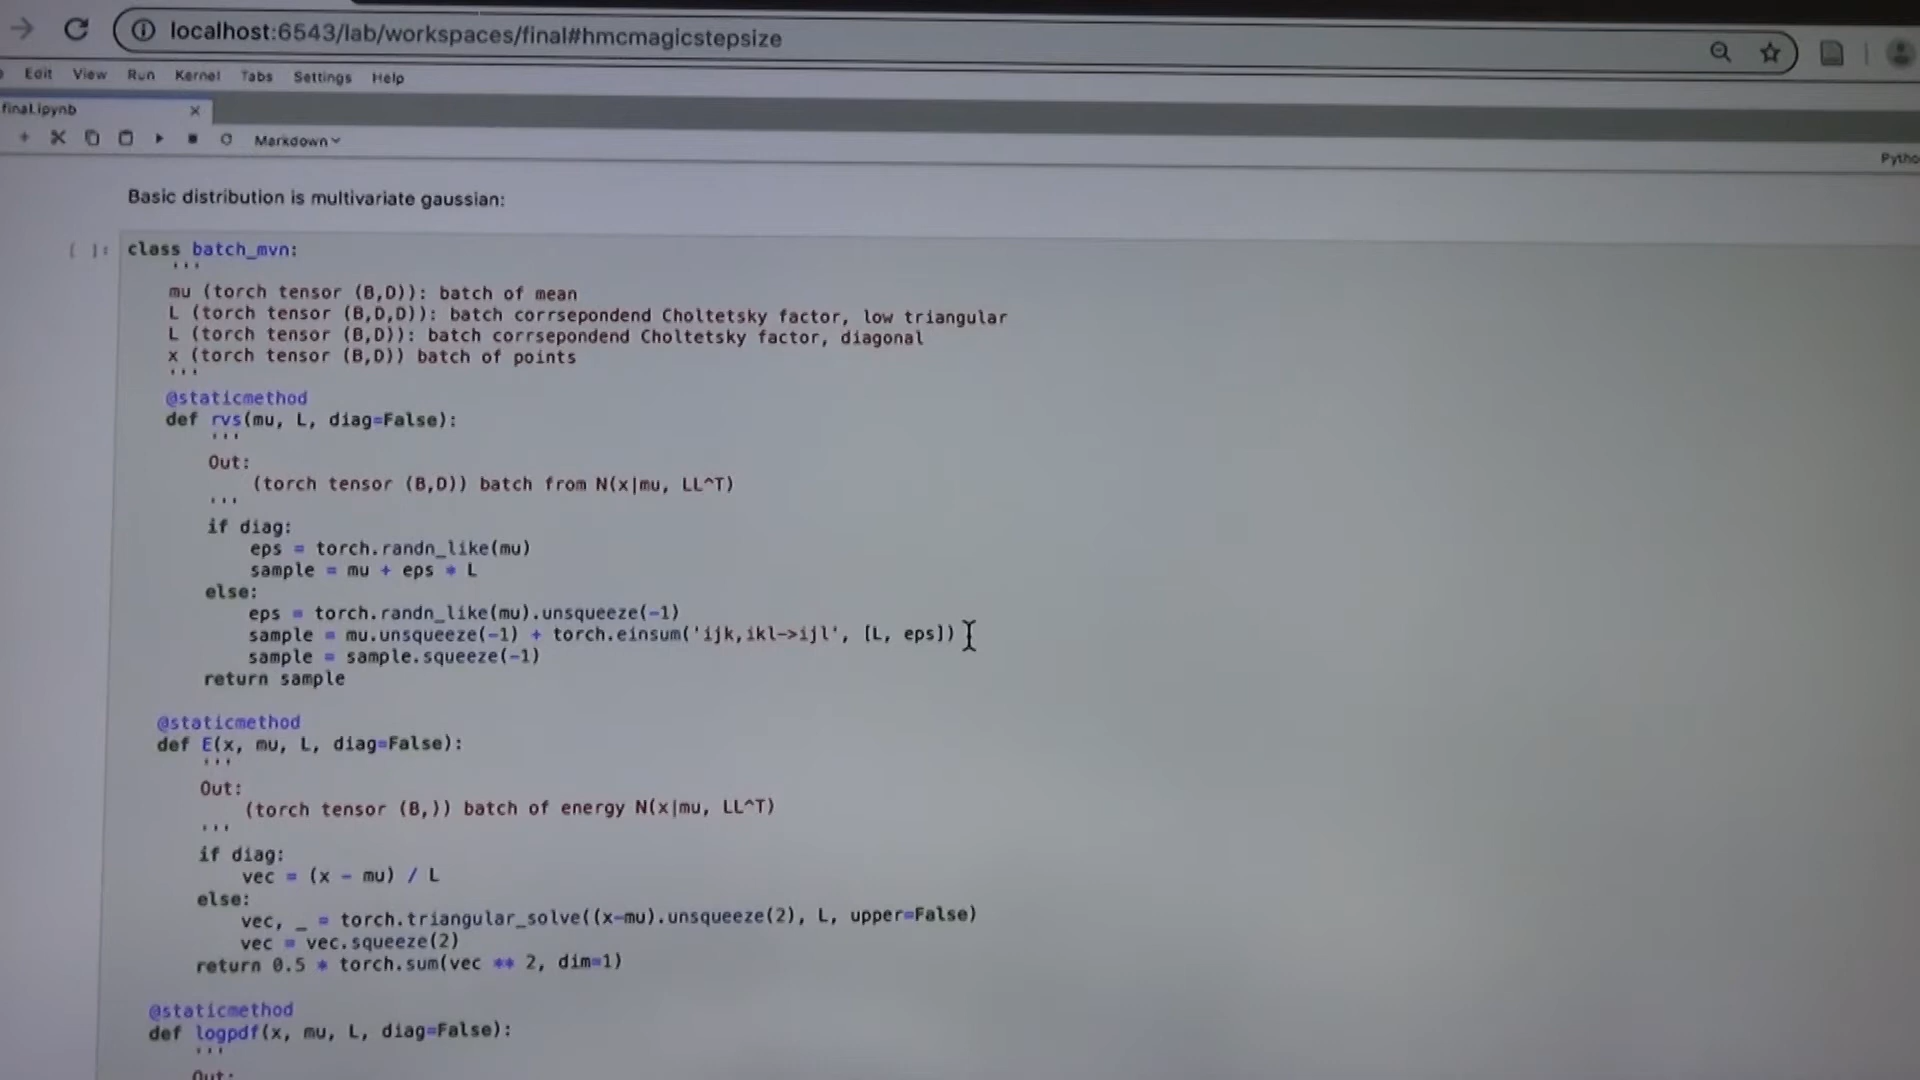 localhost:6543/lab/workspaces/final#hmcmagicstepsize
Edit View Run Kernel Tabs Settings Help
final.ipynb
Markdown
Pytho
Basic distribution is multivariate gaussian:
[ ]: class batch_mvn:
'''
mu (torch tensor (B,D)): batch of mean
L (torch tensor (B,D,D)): batch corrsepondend Choltetsky factor, low triangular
L (torch tensor (B,D)): batch corrsepondend Choltetsky factor, diagonal
x (torch tensor (B,D)) batch of points
'''
@staticmethod
def rvs(mu, L, diag=False):
'''
Out:
(torch tensor (B,D)) batch from N(x|mu, LL^T)
'''
if diag:
eps = torch.randn_like(mu)
sample = mu + eps * L
else:
eps = torch.randn_like(mu).unsqueeze(-1)
sample = mu.unsqueeze(-1) + torch.einsum('ijk,ikl->ijl', [L, eps])
sample = sample.squeeze(-1)
return sample
@staticmethod
def E(x, mu, L, diag=False):
'''
Out:
(torch tensor (B,)) batch of energy N(x|mu, LL^T)
'''
if diag:
vec = (x - mu) / L
else:
vec, _ = torch.triangular_solve((x-mu).unsqueeze(2), L, upper=False)
vec = vec.squeeze(2)
return 0.5 * torch.sum(vec ** 2, dim=1)
@staticmethod
def logpdf(x, mu, L, diag=False):
'''
Out: